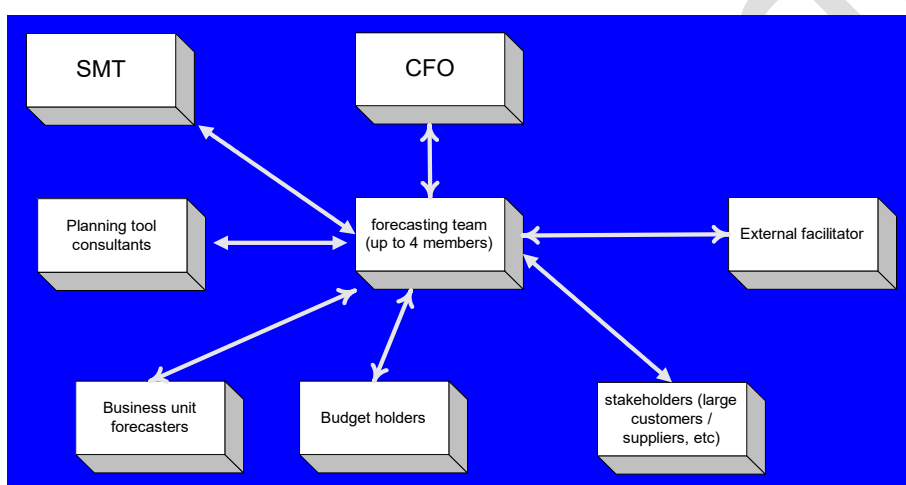 SMT
CFO
Planning tool
consultants
forecasting team
(up to 4 members)
External facilitator
Business unit
forecasters
Budget holders
stakeholders (large
customers /
suppliers, etc)